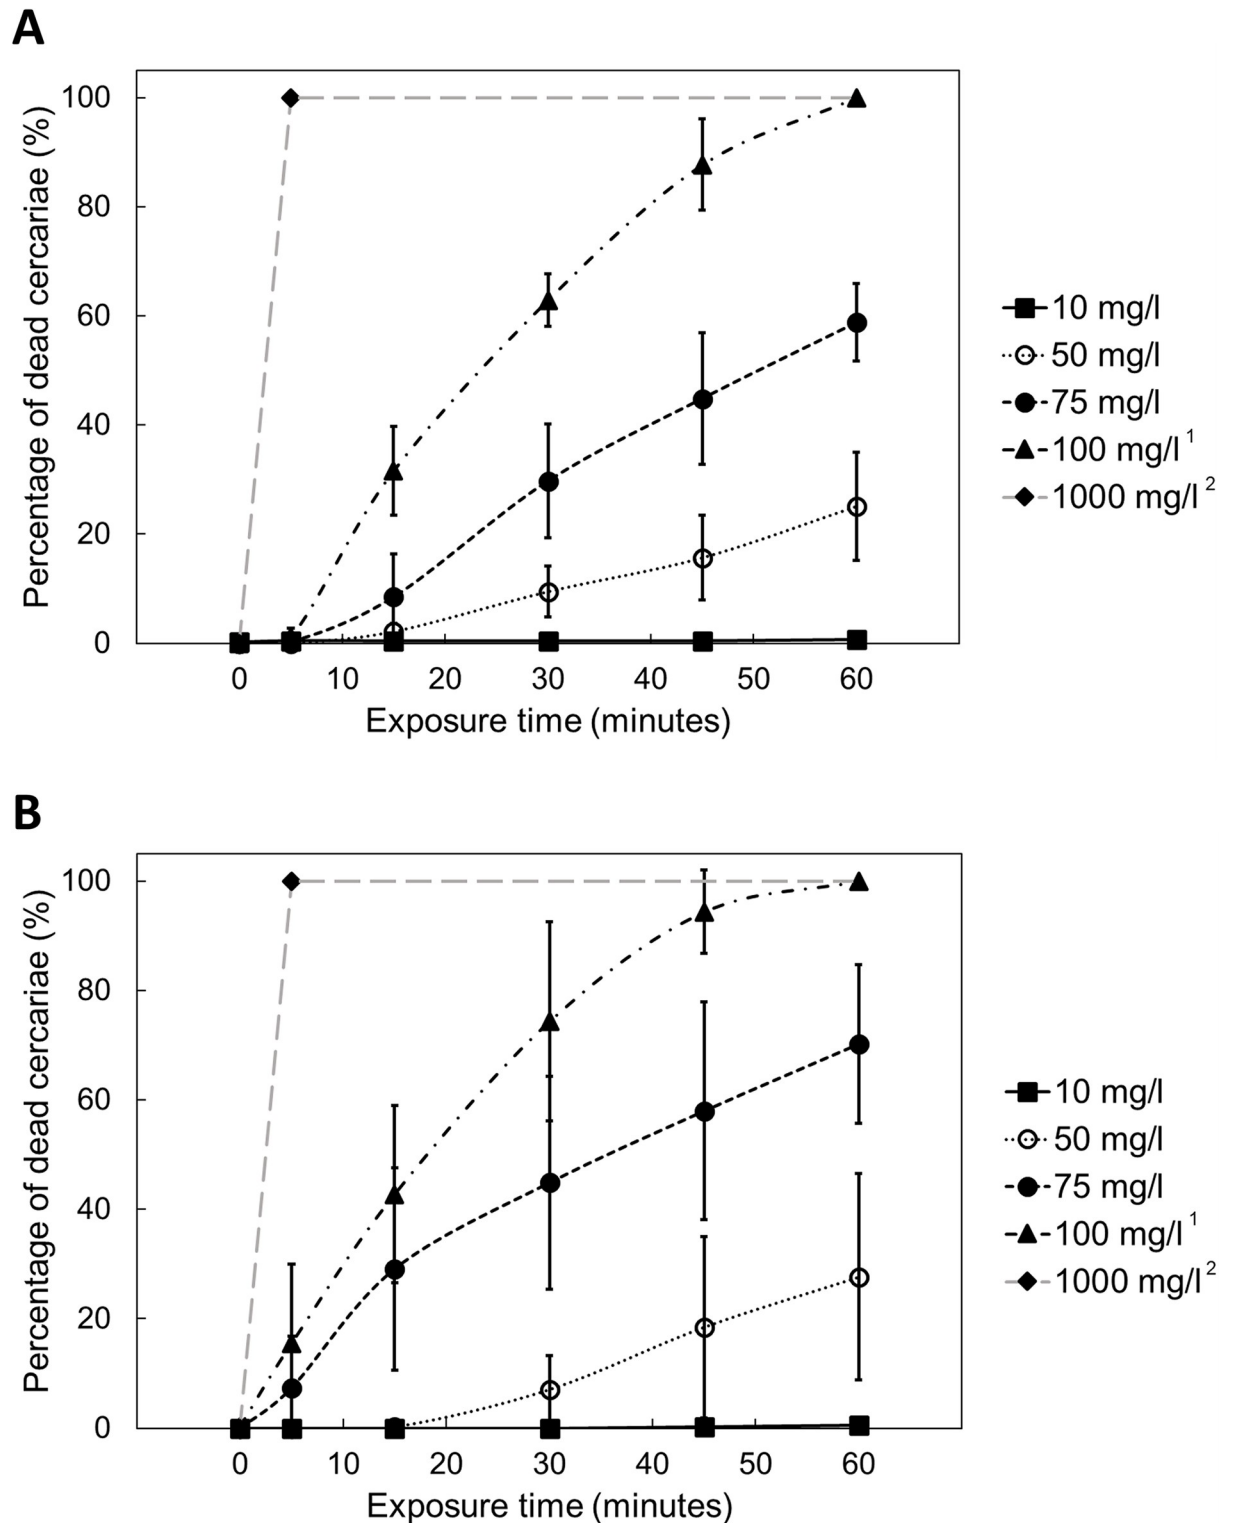 A
Percentage of dead cercariae (%)
100
80
60
40
20
0
0 10 20 30 40 50 60
Exposure time (minutes)
10 mg/l
50 mg/l
75 mg/l
100 mg/l 1
1000 mg/l 2
B
Percentage of dead cercariae (%)
100
80
60
40
20
0
0 10 20 30 40 50 60
Exposure time (minutes)
10 mg/l
50 mg/l
75 mg/l
100 mg/l 1
1000 mg/l 2